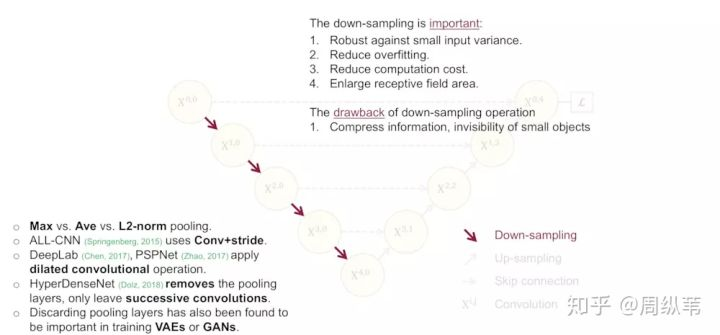 The down-sampling is important:
1. Robust against small input variance.
2. Reduce overfitting.
3. Reduce computation cost.
4. Enlarge receptive field area.
The drawback of down-sampling operation
1. Compress information, invisibility of small objects
X^0,0
X^0,4
L
X^1,0
X^1,3
X^2,0
X^2,2
X^3,0
X^3,1
X^4,0
○ Max vs. Ave vs. L2-norm pooling.
○ ALL-CNN (Springenberg, 2015) uses Conv+stride.
○ DeepLab (Chen, 2017), PSPNet (Zhao, 2017) apply
dilated convolutional operation.
○ HyperDenseNet (Dolz, 2018) removes the pooling
layers, only leave successive convolutions.
○ Discarding pooling layers has also been found to
be important in training VAEs or GANs.
Down-sampling
Up-sampling
Skip connection
X^i,j Convolution
知乎 @周纵苇